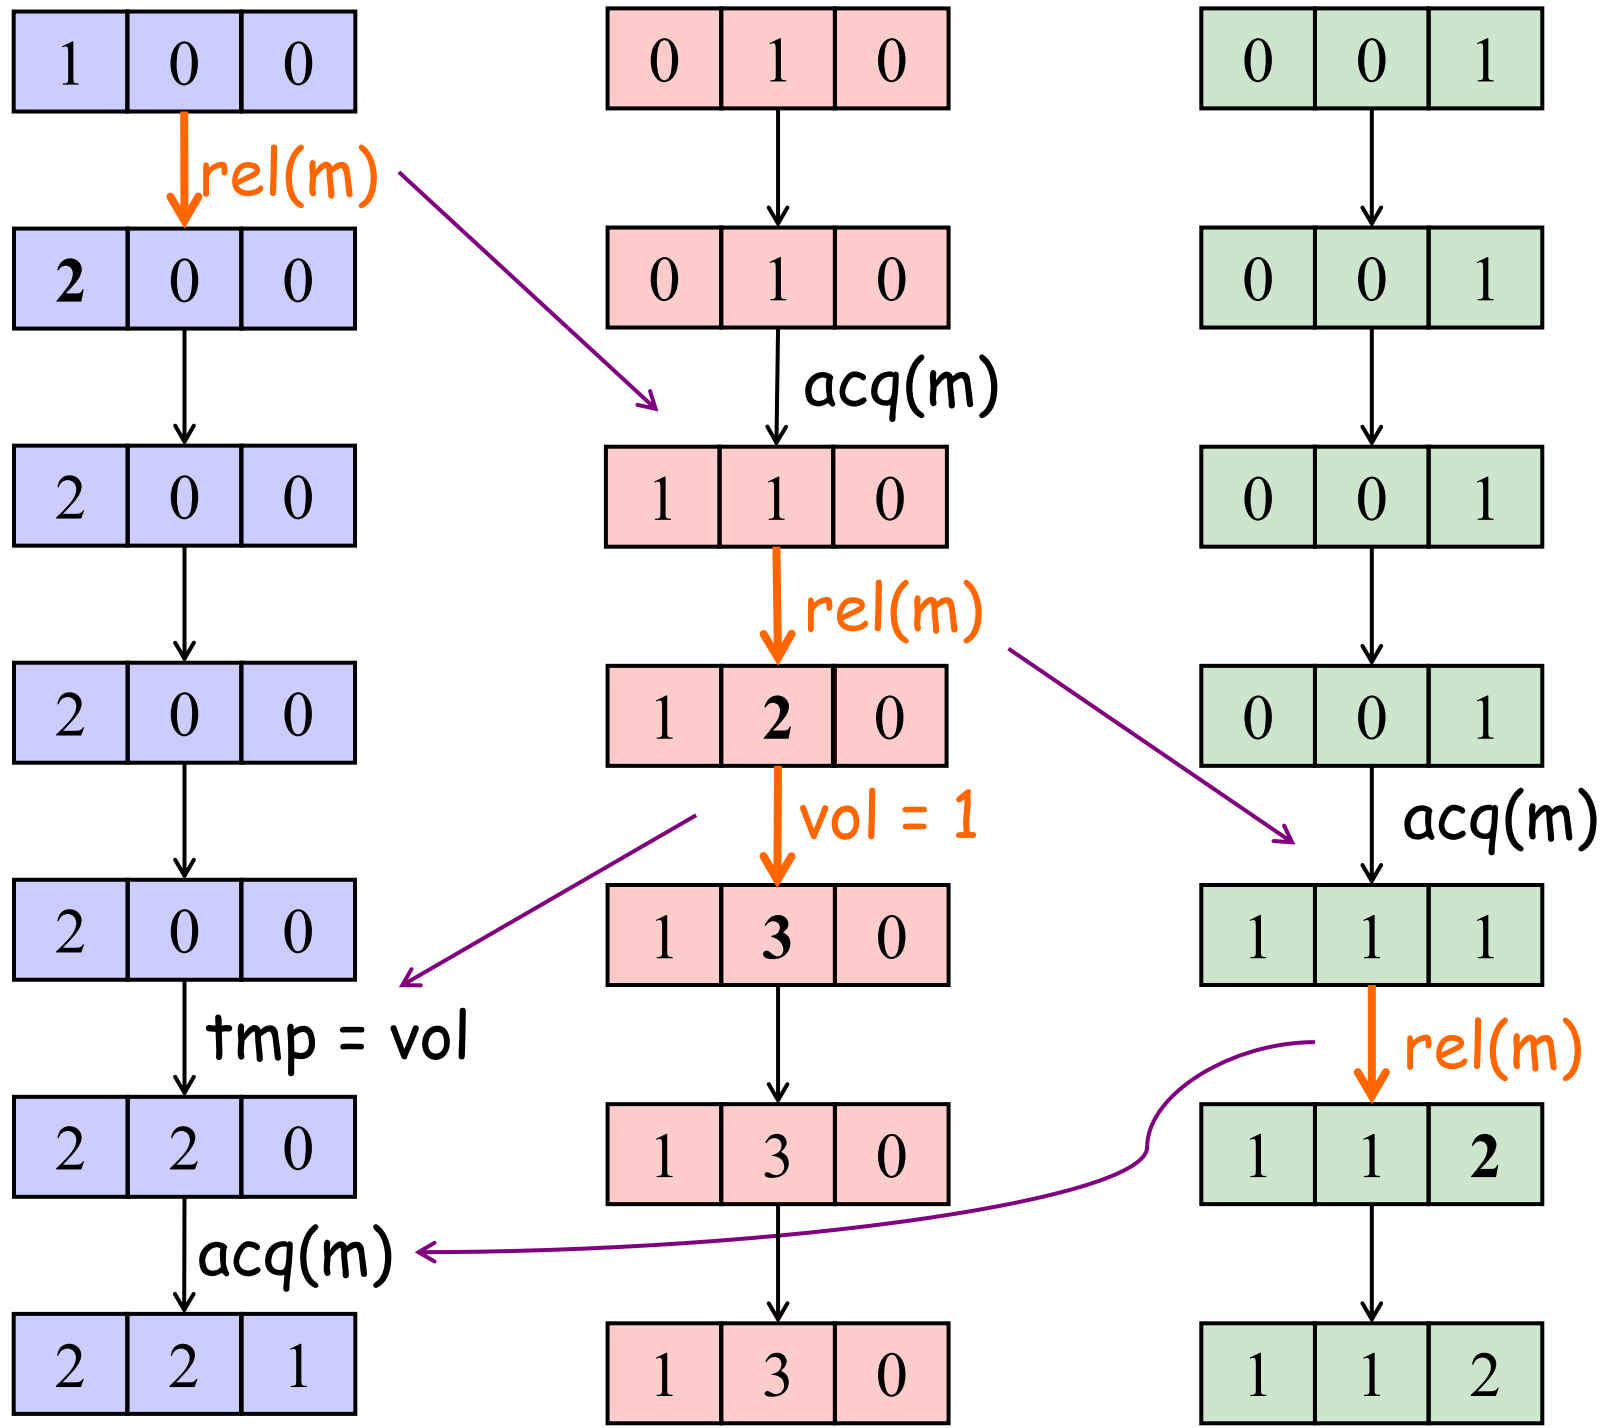 1 0 0 0 1 0 0 0 1
rel(m)
2 0 0 0 1 0 0 0 1
acq(m)
2 0 0 1 1 0 0 0 1
rel(m)
2 0 0 1 2 0 0 0 1
vol = 1 acq(m)
2 0 0 1 3 0 1 1 1
tmp = vol rel(m)
2 2 0 1 3 0 1 1 2
acq(m)
2 2 1 1 3 0 1 1 2